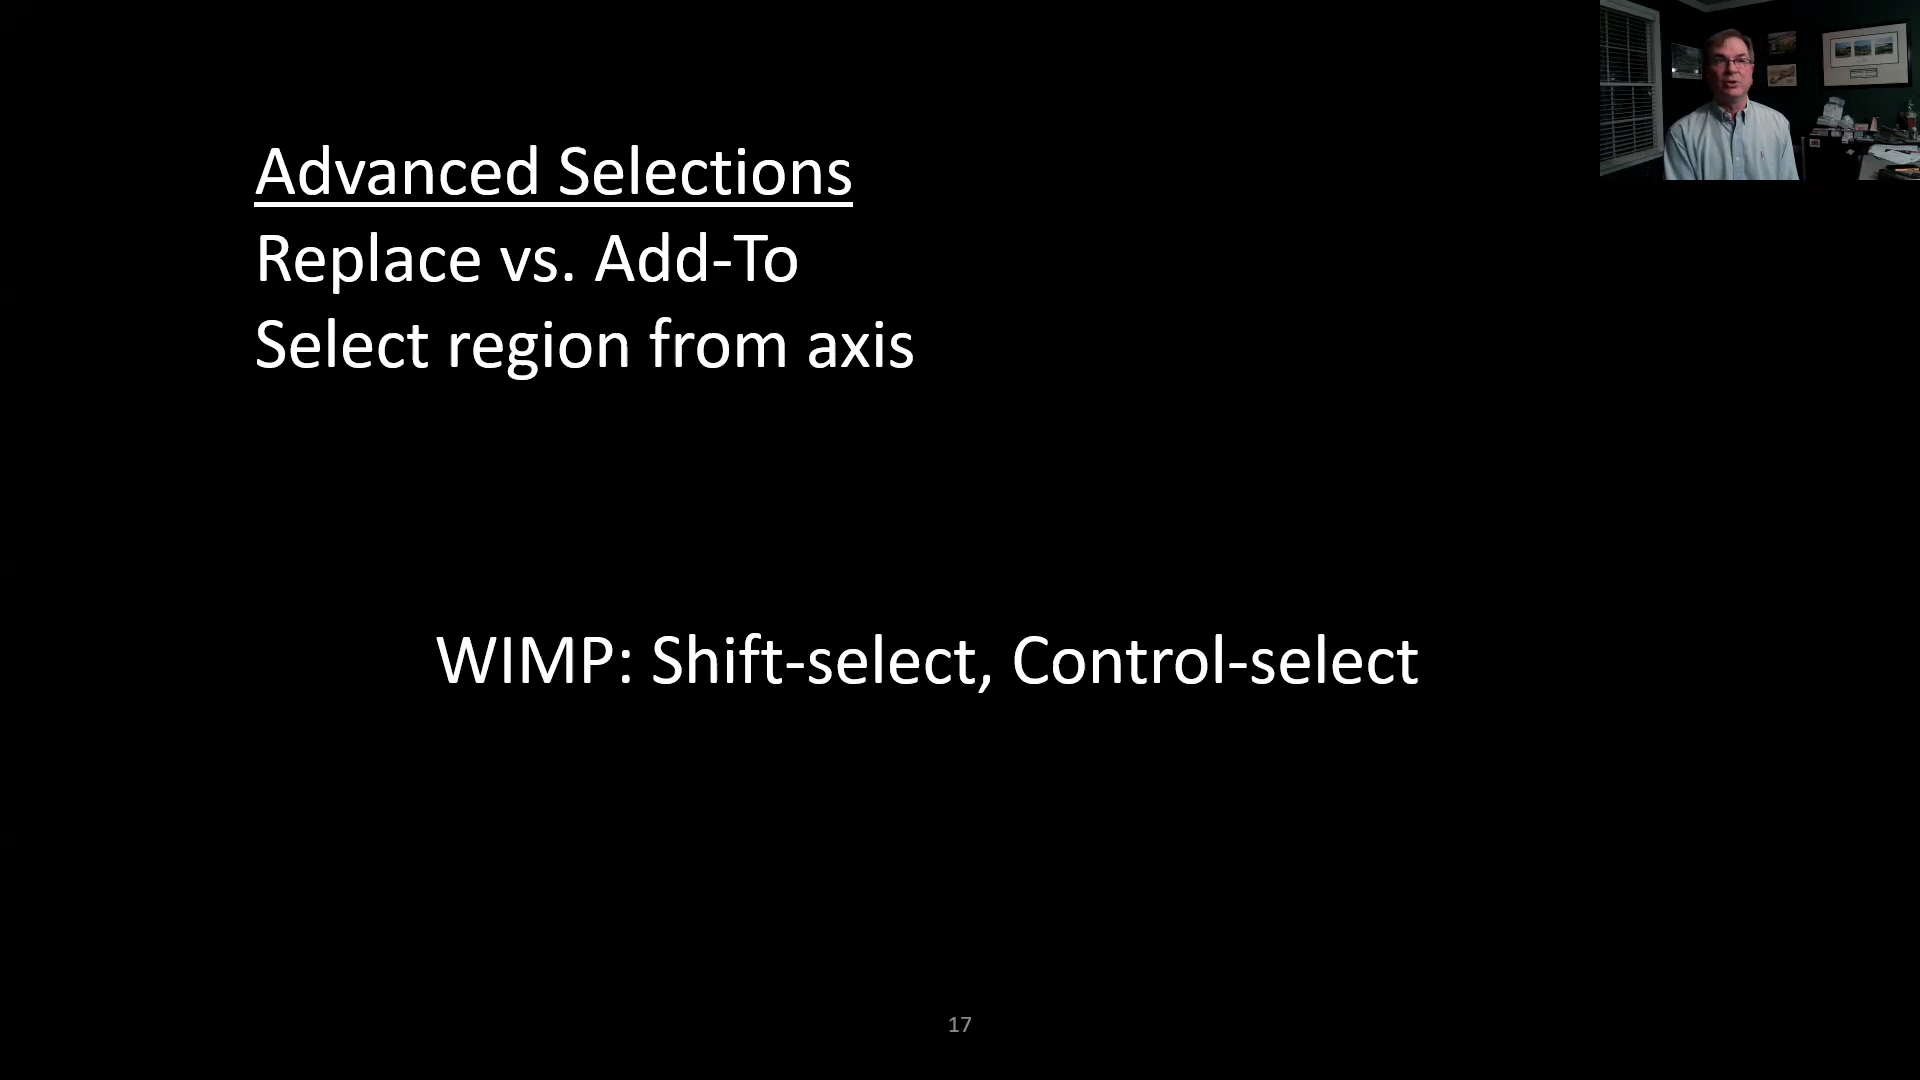 Advanced Selections
Replace vs. Add-To
Select region from axis
WIMP: Shift-select, Control-select
17